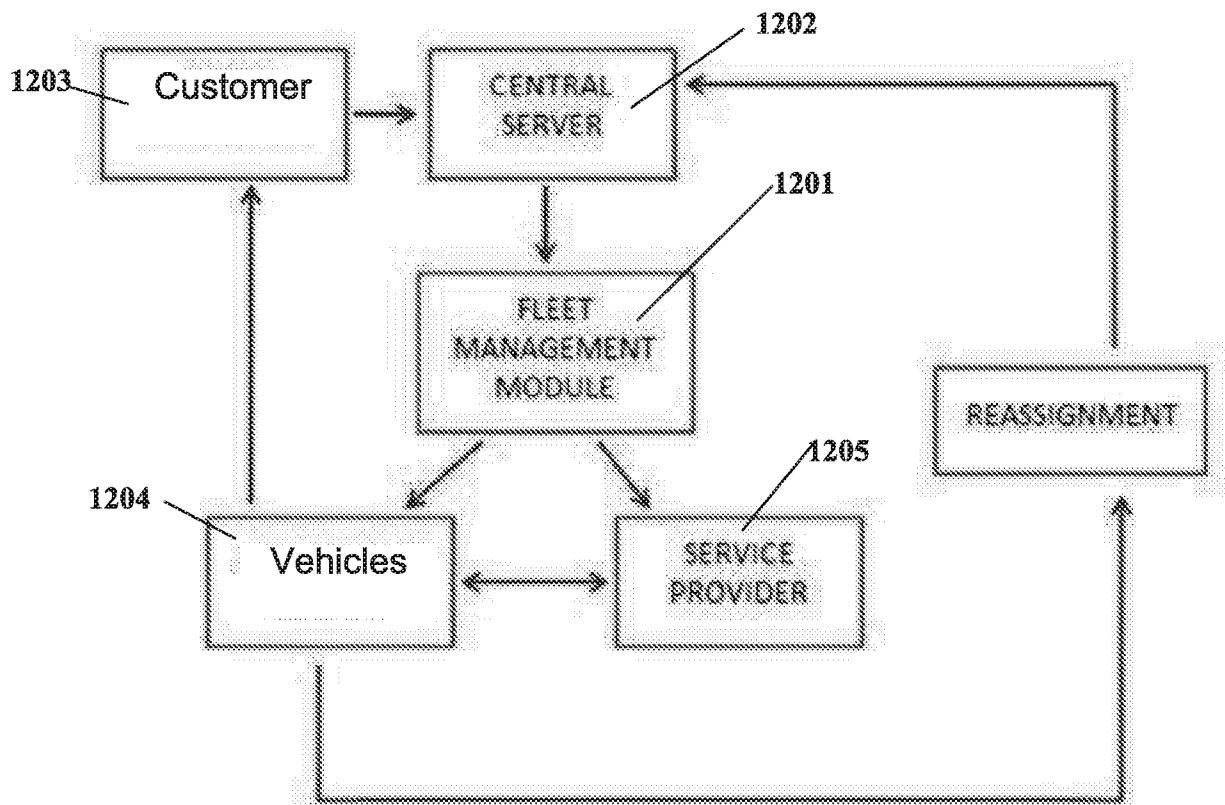 1202
1203
Customer
CENTRAL
SERVER
1201
FLEET
MANAGEMENT
MODULE
REASSIGNMENT
1205
1204
Vehicles
SERVICE
PROVIDER